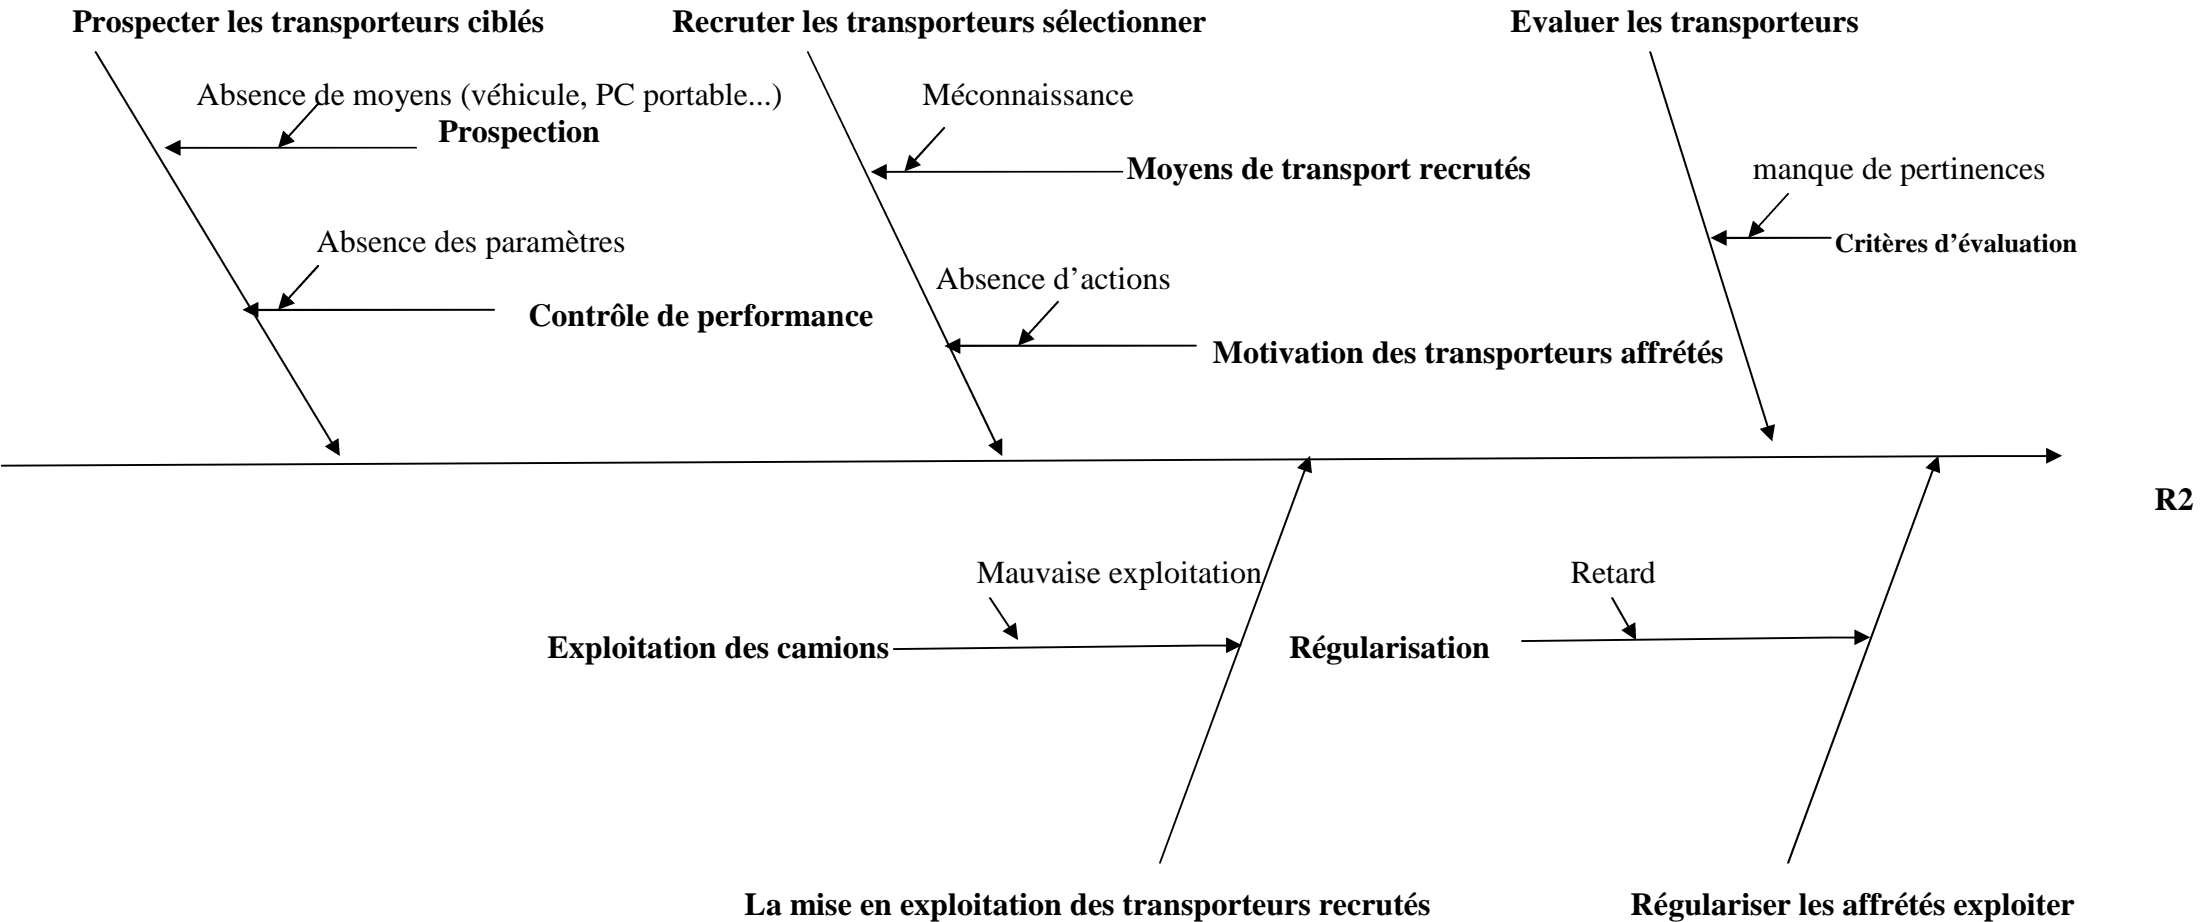 Prospecter les transporteurs ciblés
Recruter les transporteurs sélectionner
Evaluer les transporteurs
Absence de moyens (véhicule, PC portable...)
Prospection
Méconnaissance
Moyens de transport recrutés
manque de pertinences
Critères d’évaluation
Absence des paramètres
Contrôle de performance
Absence d’actions
Motivation des transporteurs affrétés
R2
Mauvaise exploitation
Exploitation des camions
Retard
Régularisation
La mise en exploitation des transporteurs recrutés
Régulariser les affrétés exploiter